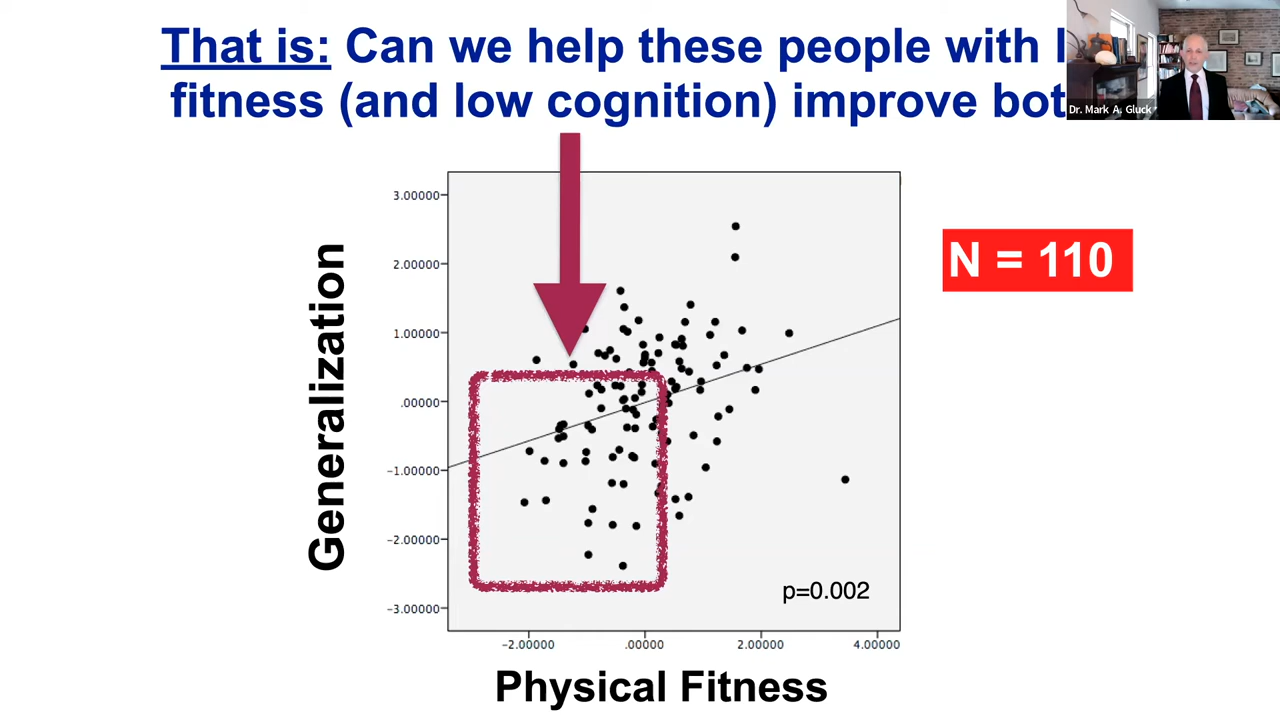 That is: Can we help these people with l
fitness (and low cognition) improve bot
Dr. Mark A. Gluck
N = 110
Generalization
3.00000
2.00000
1.00000
.00000
-1.00000
-2.00000
-3.00000
p=0.002
-2.00000 .00000 2.00000 4.00000
Physical Fitness